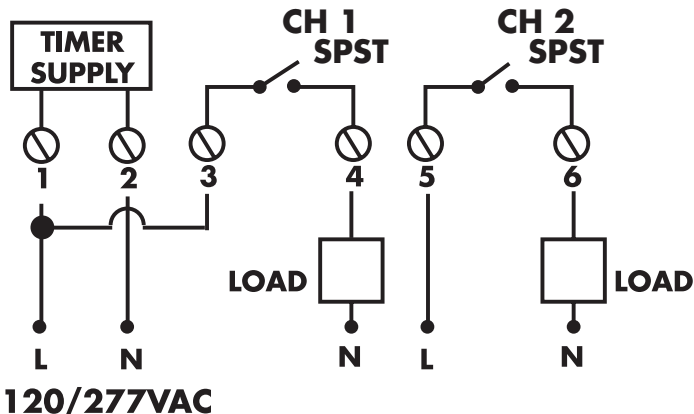 CH 1
SPST
CH 2
SPST
TIMER
SUPPLY
1 2 3 4 5 6
LOAD
LOAD
L N N L N
120/277VAC